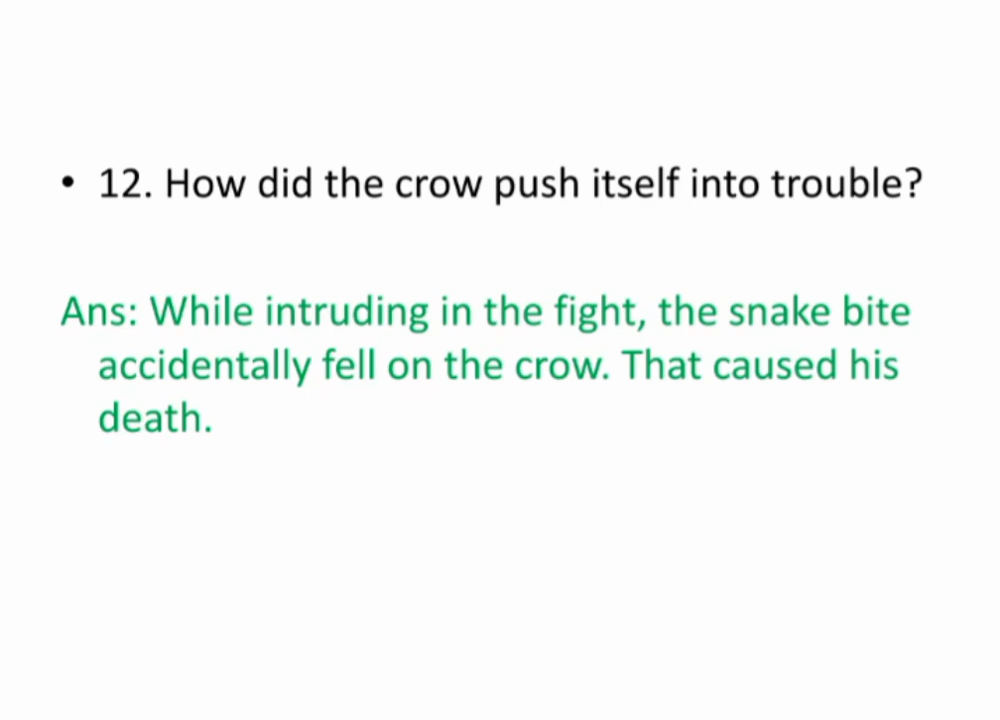 • 12. How did the crow push itself into trouble?
Ans: While intruding in the fight, the snake bite
accidentally fell on the crow. That caused his
death.